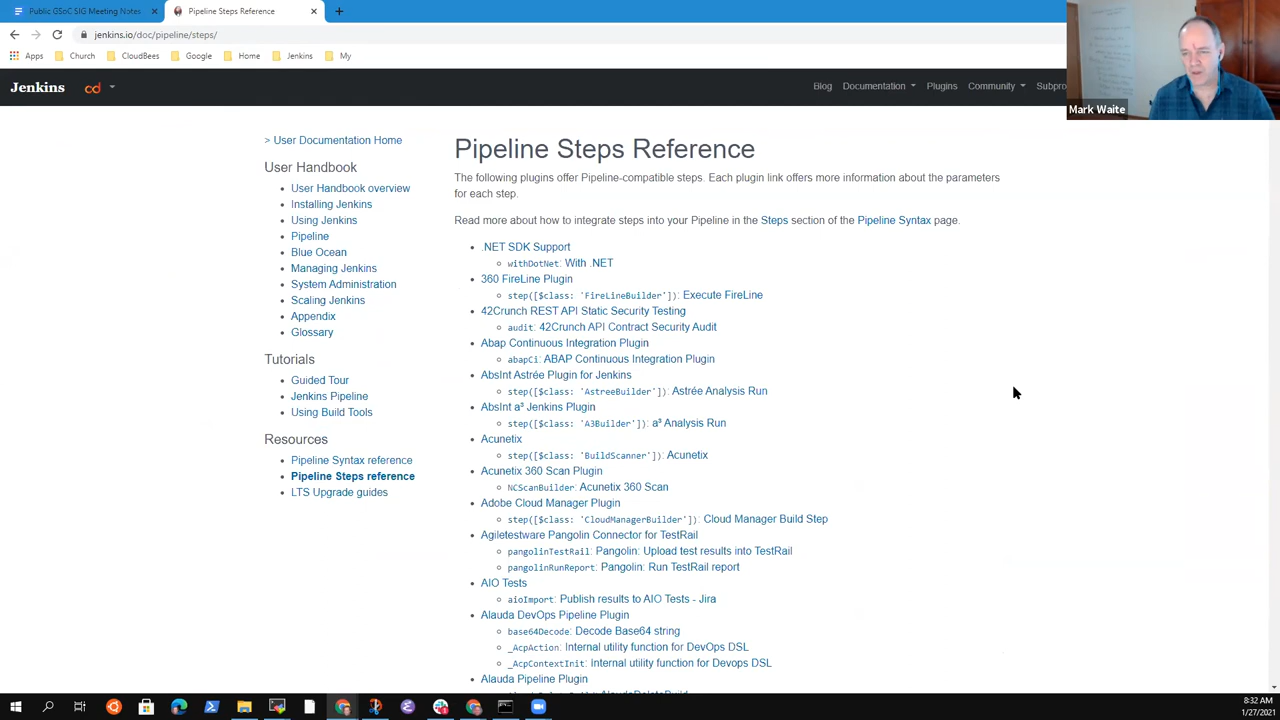 Public GSoC SIG Meeting Notes
Pipeline Steps Reference
jenkins.io/doc/pipeline/steps/
Apps
Church
CloudBees
Google
Home
Jenkins
My
Jenkins
cd
Blog
Documentation
Plugins
Community
Subpro
Mark Waite
> User Documentation Home
User Handbook
User Handbook overview
Installing Jenkins
Using Jenkins
Pipeline
Blue Ocean
Managing Jenkins
System Administration
Scaling Jenkins
Appendix
Glossary
Tutorials
Guided Tour
Jenkins Pipeline
Using Build Tools
Resources
Pipeline Syntax reference
Pipeline Steps reference
LTS Upgrade guides
Pipeline Steps Reference
The following plugins offer Pipeline-compatible steps. Each plugin link offers more information about the parameters
for each step.
Read more about how to integrate steps into your Pipeline in the Steps section of the Pipeline Syntax page.
.NET SDK Support
withDotNet: With .NET
360 FireLine Plugin
step([$class: 'FireLineBuilder']): Execute FireLine
42Crunch REST API Static Security Testing
audit: 42Crunch API Contract Security Audit
Abap Continuous Integration Plugin
abapCi: ABAP Continuous Integration Plugin
AbsInt Astrée Plugin for Jenkins
step([$class: 'AstreeBuilder']): Astrée Analysis Run
AbsInt a³ Jenkins Plugin
step([$class: 'A3Builder']): a³ Analysis Run
Acunetix
step([$class: 'BuildScanner']): Acunetix
Acunetix 360 Scan Plugin
NCScanBuilder: Acunetix 360 Scan
Adobe Cloud Manager Plugin
step([$class: 'CloudManagerBuilder']): Cloud Manager Build Step
Agiletestware Pangolin Connector for TestRail
pangolinTestRail: Pangolin: Upload test results into TestRail
pangolinRunReport: Pangolin: Run TestRail report
AIO Tests
aioImport: Publish results to AIO Tests - Jira
Alauda DevOps Pipeline Plugin
base64Decode: Decode Base64 string
_AcpAction: Internal utility function for DevOps DSL
_AcpContextInit: Internal utility function for Devops DSL
Alauda Pipeline Plugin
8:32 AM
1/27/2021